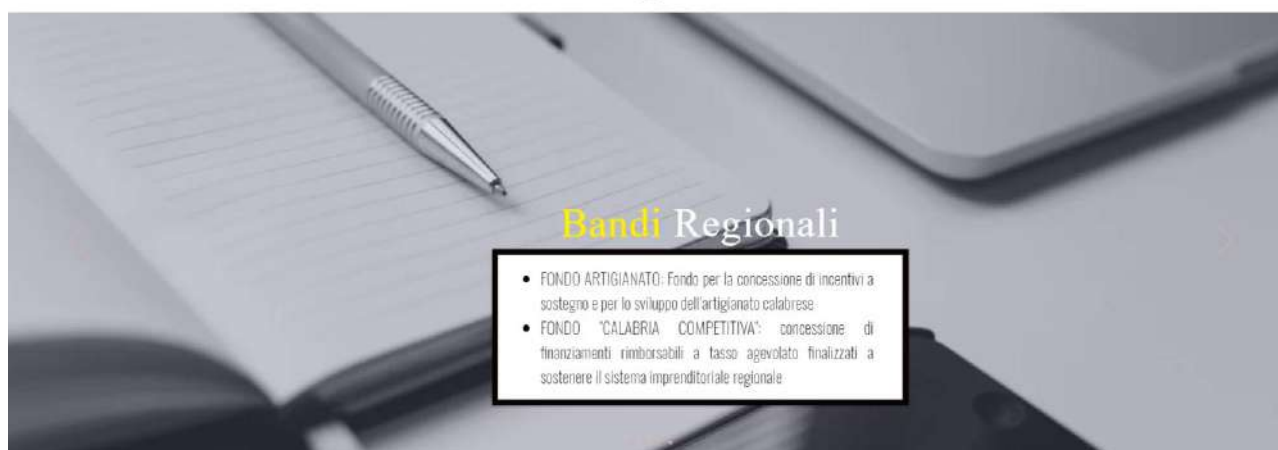 Bandi Regionali
• FONDO ARTIGIANATO: Fondo per la concessione di incentivi a
sostegno e per lo sviluppo dell'artigianato calabrese
• FONDO "CALABRIA COMPETITIVA": concessione di
finanziamenti rimborsabili a tasso agevolato finalizzati a
sostenere il sistema imprenditoriale regionale